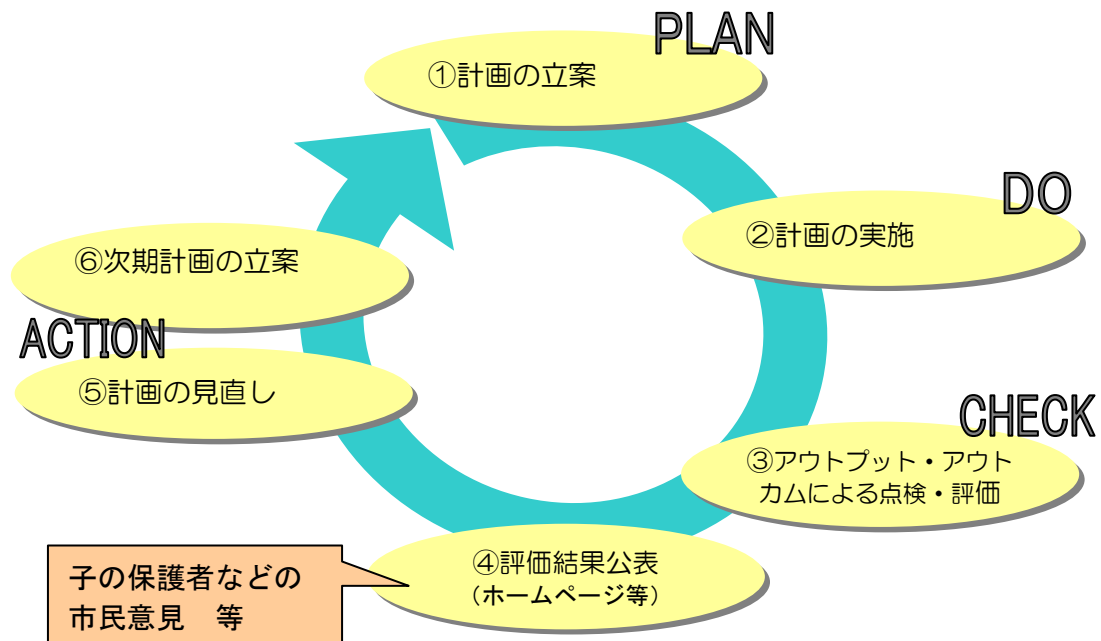 PLAN
①計画の立案
DO
②計画の実施
CHECK
③アウトプット・アウト
カムによる点検・評価
④評価結果公表
（ホームページ等）
子の保護者などの
市民意見　等
ACTION
⑤計画の見直し
⑥次期計画の立案